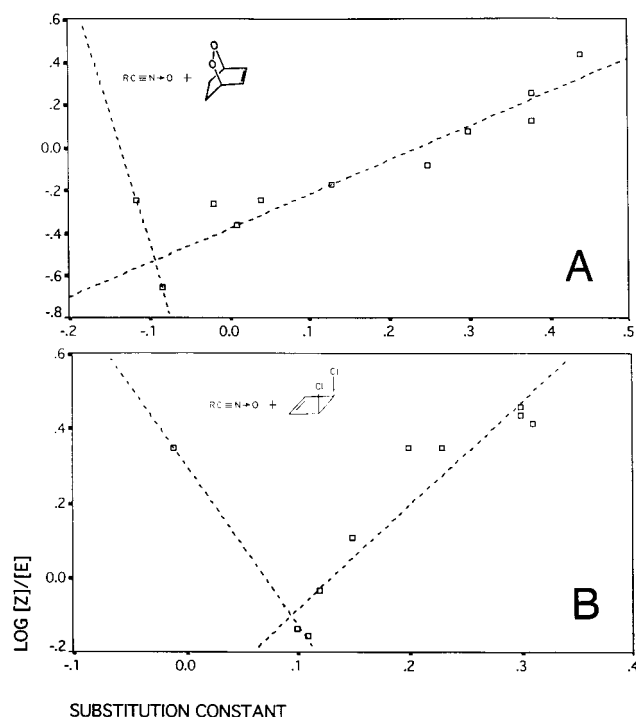 .6
.4
.2
0.0
-.2
-.4
-.6
-.8
RC≡N→O +
O
O
A
-.2 -.1 0.0 .1 .2 .3 .4 .5
.6
.4
.2
0.0
-.2
RC≡N→O +
Cl
Cl
B
-.1 0.0 .1 .2 .3 .4
LOG [Z]/[E]
SUBSTITUTION CONSTANT